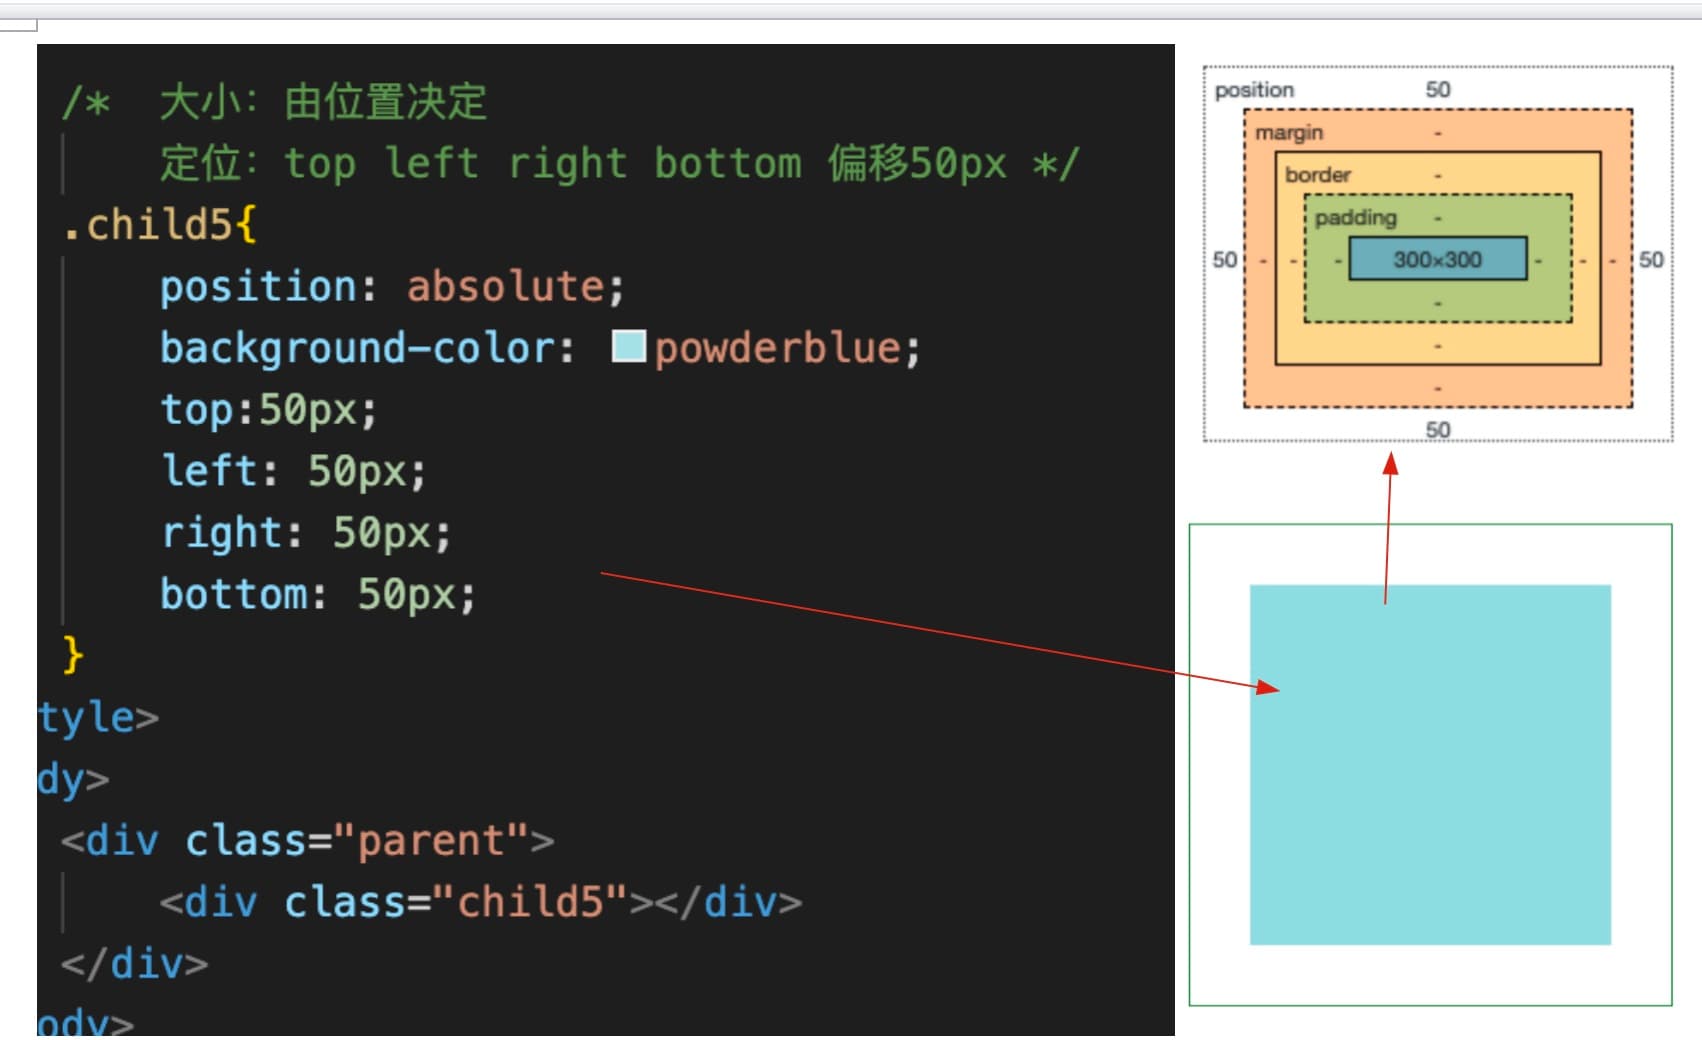 /*  大小：由位置决定
定位：top left right bottom 偏移50px */
.child5{
position: absolute;
background-color: powderblue;
top:50px;
left: 50px;
right: 50px;
bottom: 50px;
}
tyle>
dy>
<div class="parent">
<div class="child5"></div>
</div>
ody>
position 50
margin -
border -
padding -
50 - - - 300×300 - - - 50
-
-
-
50